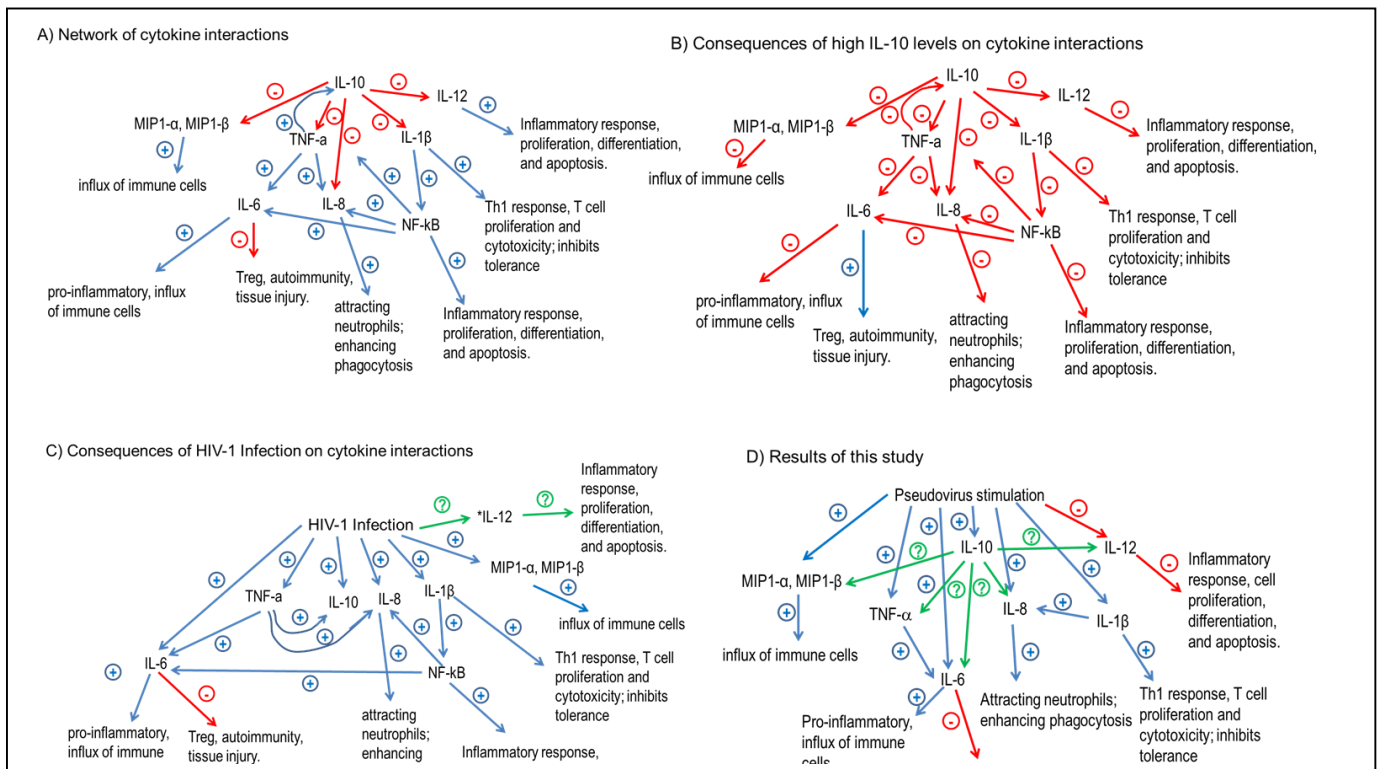 A) Network of cytokine interactions
IL-10
IL-12
MIP1-α, MIP1-β
TNF-a
IL-1β
Inflammatory response,
proliferation, differentiation,
and apoptosis.
influx of immune cells
IL-6
IL-8
NF-kB
Th1 response, T cell
proliferation and
cytotoxicity; inhibits
tolerance
Treg, autoimmunity,
tissue injury.
pro-inflammatory, influx
of immune cells
attracting
neutrophils;
enhancing
phagocytosis
Inflammatory response,
proliferation, differentiation,
and apoptosis.
B) Consequences of high IL-10 levels on cytokine interactions
IL-10
IL-12
MIP1-α, MIP1-β
TNF-a
IL-1β
Inflammatory response,
proliferation, differentiation,
and apoptosis.
influx of immune cells
IL-6
IL-8
NF-kB
Th1 response, T cell
proliferation and
cytotoxicity; inhibits
tolerance
pro-inflammatory, influx
of immune cells
Treg, autoimmunity,
tissue injury.
attracting
neutrophils;
enhancing
phagocytosis
Inflammatory response,
proliferation, differentiation,
and apoptosis.
C) Consequences of HIV-1 Infection on cytokine interactions
HIV-1 Infection
*IL-12
Inflammatory
response,
proliferation,
differentiation,
and apoptosis.
MIP1-α, MIP1-β
TNF-a
IL-10
IL-8
IL-1β
influx of immune cells
IL-6
NF-kB
Th1 response, T cell
proliferation and
cytotoxicity; inhibits
tolerance
pro-inflammatory,
influx of immune
Treg, autoimmunity,
tissue injury.
attracting
neutrophils;
enhancing
Inflammatory response,
D) Results of this study
Pseudovirus stimulation
IL-10
IL-12
MIP1-α, MIP1-β
TNF-α
IL-8
IL-1β
Inflammatory
response, cell
proliferation,
differentiation,
and apoptosis.
influx of immune cells
IL-6
Pro-inflammatory,
influx of immune
cells
Attracting neutrophils;
enhancing phagocytosis
Th1 response, T cell
proliferation and
cytotoxicity; inhibits
tolerance